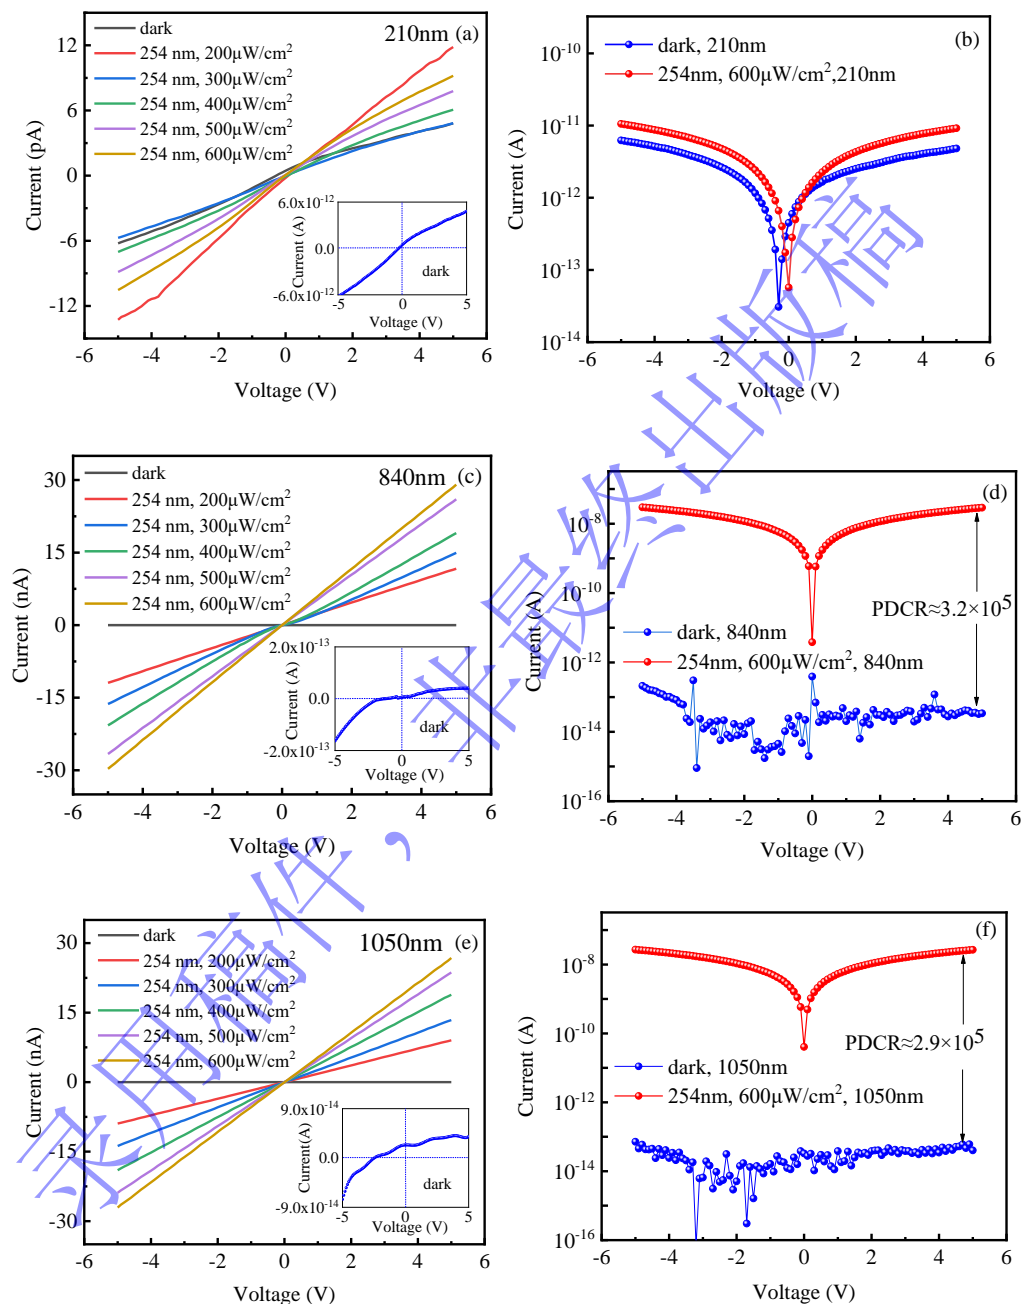 210nm (a)
dark
254 nm, 200μW/cm²
254 nm, 300μW/cm²
254 nm, 400μW/cm²
254 nm, 500μW/cm²
254 nm, 600μW/cm²
12
6
0
-6
-12
Current (pA)
-6 -4 -2 0 2 4 6
Voltage (V)
6.0x10⁻¹²
0.0
-6.0x10⁻¹²
Current (A)
dark
-5 0 5
Voltage (V)
(b)
dark, 210nm
254nm, 600μW/cm²,210nm
10⁻¹⁰
10⁻¹¹
10⁻¹²
10⁻¹³
10⁻¹⁴
Current (A)
-6 -4 -2 0 2 4 6
Voltage (V)
840nm (c)
dark
254 nm, 200μW/cm²
254 nm, 300μW/cm²
254 nm, 400μW/cm²
254 nm, 500μW/cm²
254 nm, 600μW/cm²
30
15
0
-15
-30
Current (nA)
-6 -4 -2 0 2 4 6
Voltage (V)
2.0x10⁻¹³
0.0
-2.0x10⁻¹³
Current (A)
dark
-5 0 5
Voltage (V)
(d)
10⁻⁸
10⁻¹⁰
10⁻¹²
10⁻¹⁴
10⁻¹⁶
Current (A)
PDCR≈3.2×10⁵
dark, 840nm
254nm, 600μW/cm², 840nm
-6 -4 -2 0 2 4 6
Voltage (V)
1050nm (e)
dark
254 nm, 200μW/cm²
254 nm, 300μW/cm²
254 nm, 400μW/cm²
254 nm, 500μW/cm²
254 nm, 600μW/cm²
30
15
0
-15
-30
Current (nA)
-6 -4 -2 0 2 4 6
Voltage (V)
9.0x10⁻¹⁴
0.0
-9.0x10⁻¹⁴
Current(A)
dark
-5 0 5
Voltage (V)
(f)
10⁻⁸
10⁻¹⁰
10⁻¹²
10⁻¹⁴
10⁻¹⁶
Current (A)
PDCR≈2.9×10⁵
dark, 1050nm
254nm, 600μW/cm², 1050nm
-6 -4 -2 0 2 4 6
Voltage (V)
录用稿件，非最终出版稿